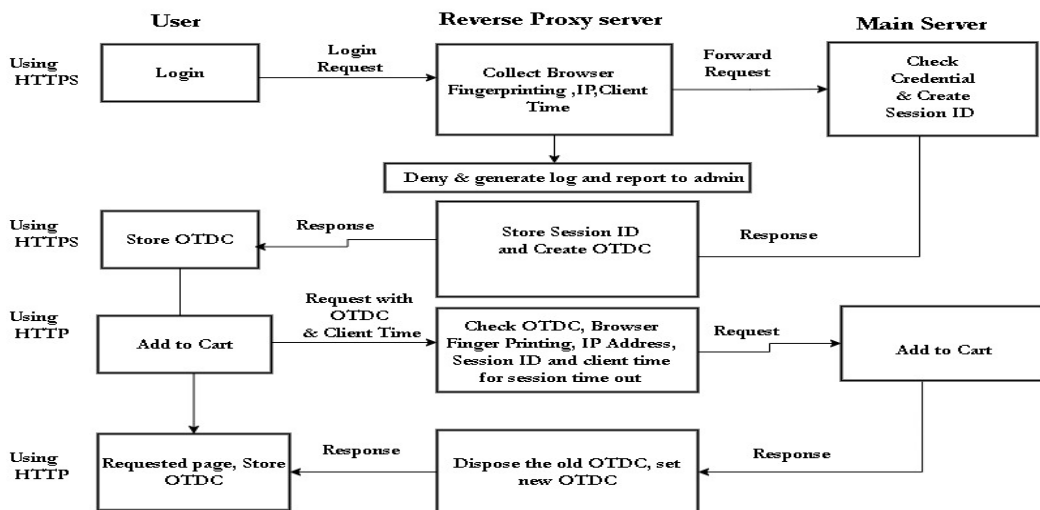 User
Reverse Proxy server
Main Server
Using
HTTPS
Login
Login
Request
Collect Browser
Fingerprinting ,IP,Client
Time
Forward
Request
Check
Credential
& Create
Session ID
Deny & generate log and report to admin
Using
HTTPS
Store OTDC
Response
Store Session ID
and Create OTDC
Response
Using
HTTP
Add to Cart
Request with
OTDC
& Client Time
Check OTDC, Browser
Finger Printing, IP Address,
Session ID and client time
for session time out
Request
Add to Cart
Using
HTTP
Requested page, Store
OTDC
Response
Dispose the old OTDC, set
new OTDC
Response